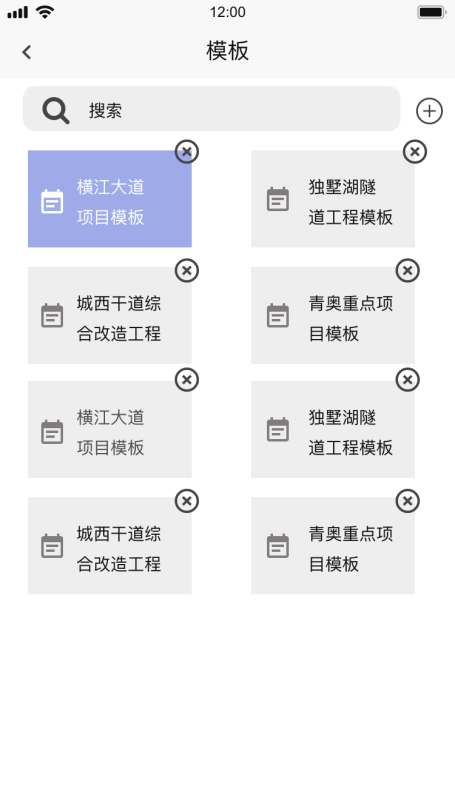 12:00
模板
搜索
横江大道
项目模板
独墅湖隧
道工程模板
城西干道综
合改造工程
青奥重点项
目模板
横江大道
项目模板
独墅湖隧
道工程模板
城西干道综
合改造工程
青奥重点项
目模板